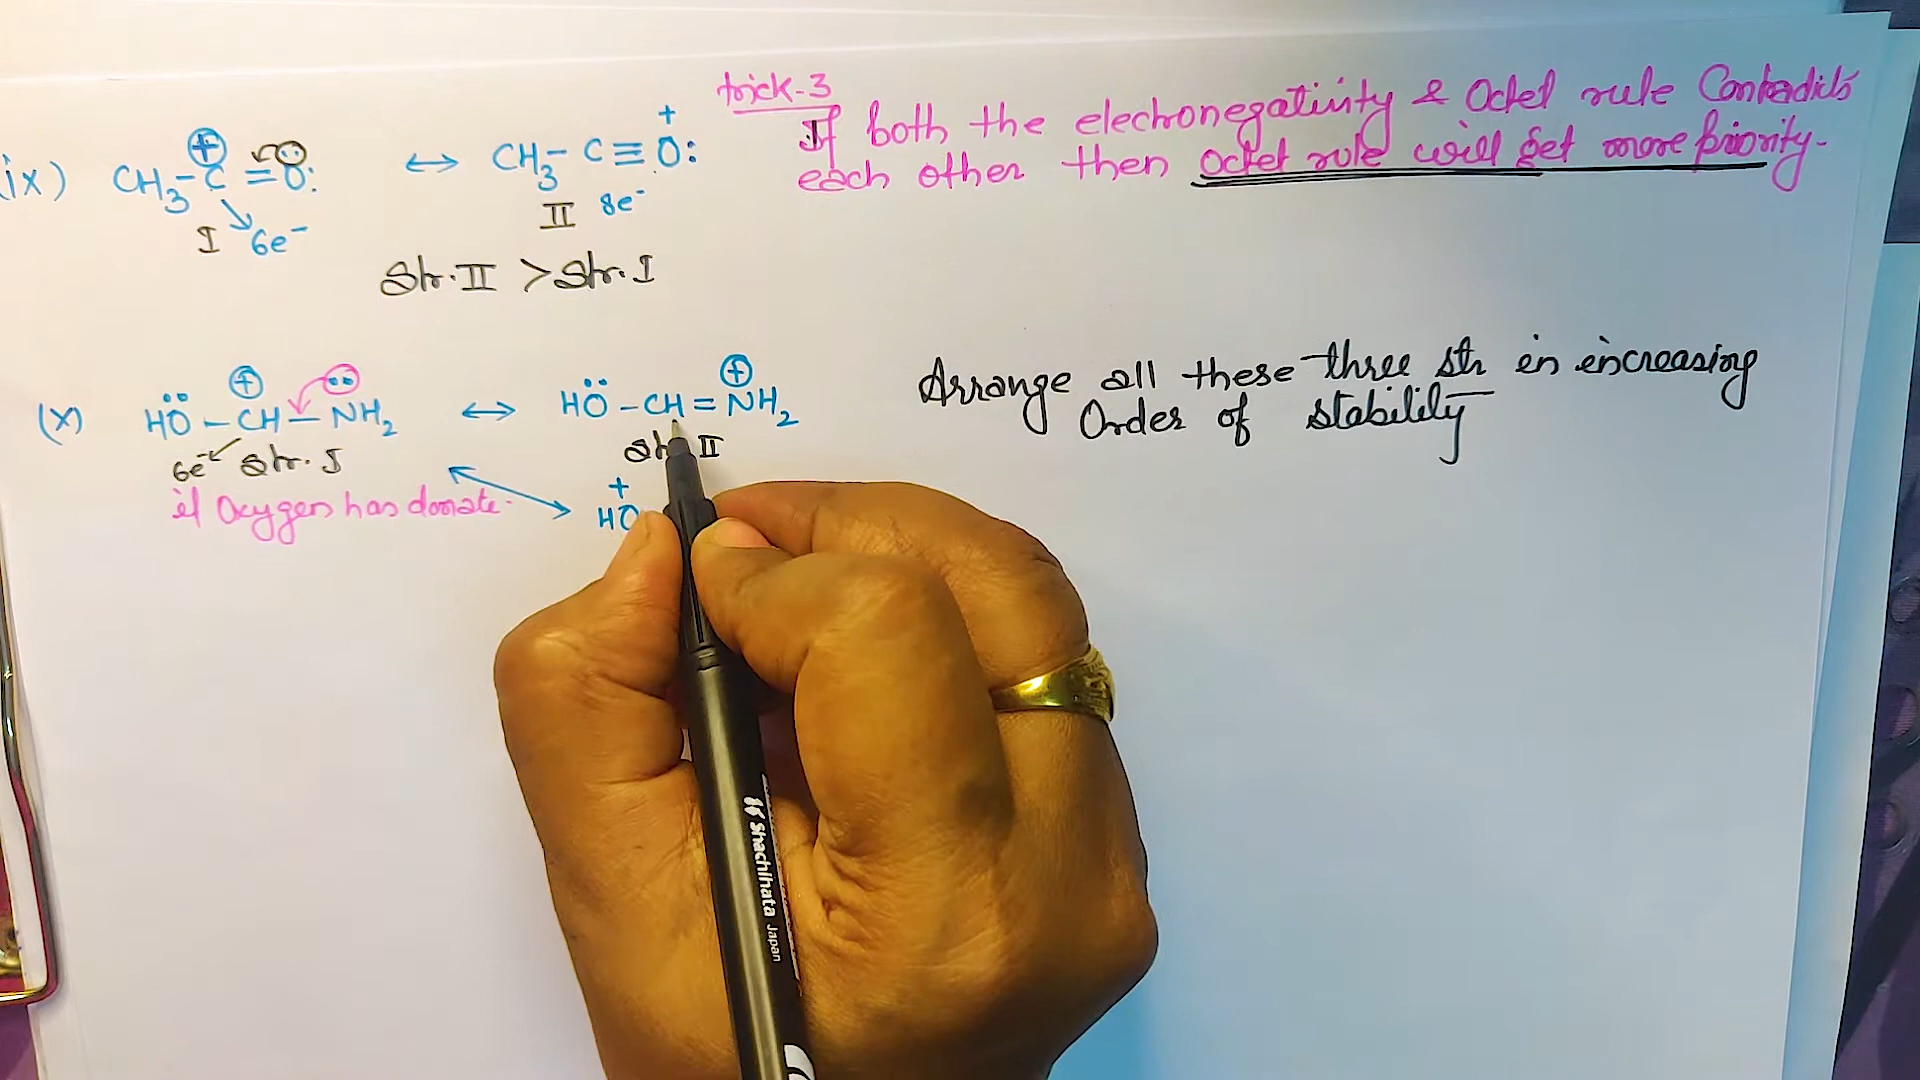 trick-3
If both the electronegativity & Octet rule Contradicts
each other then Octet rule will get more priority.
ix) CH3-C=Ö: ↔ CH3-C≡O:
+
I 6e- II 8e-
Str.II > Str.I
(x) HÖ-CH-NH2 ↔ HÖ-CH=NH2
6e- Str.I II
if Oxygen has donate.
+
HO
Arrange all these three str in increasing
Order of stability
Shachihata Japan